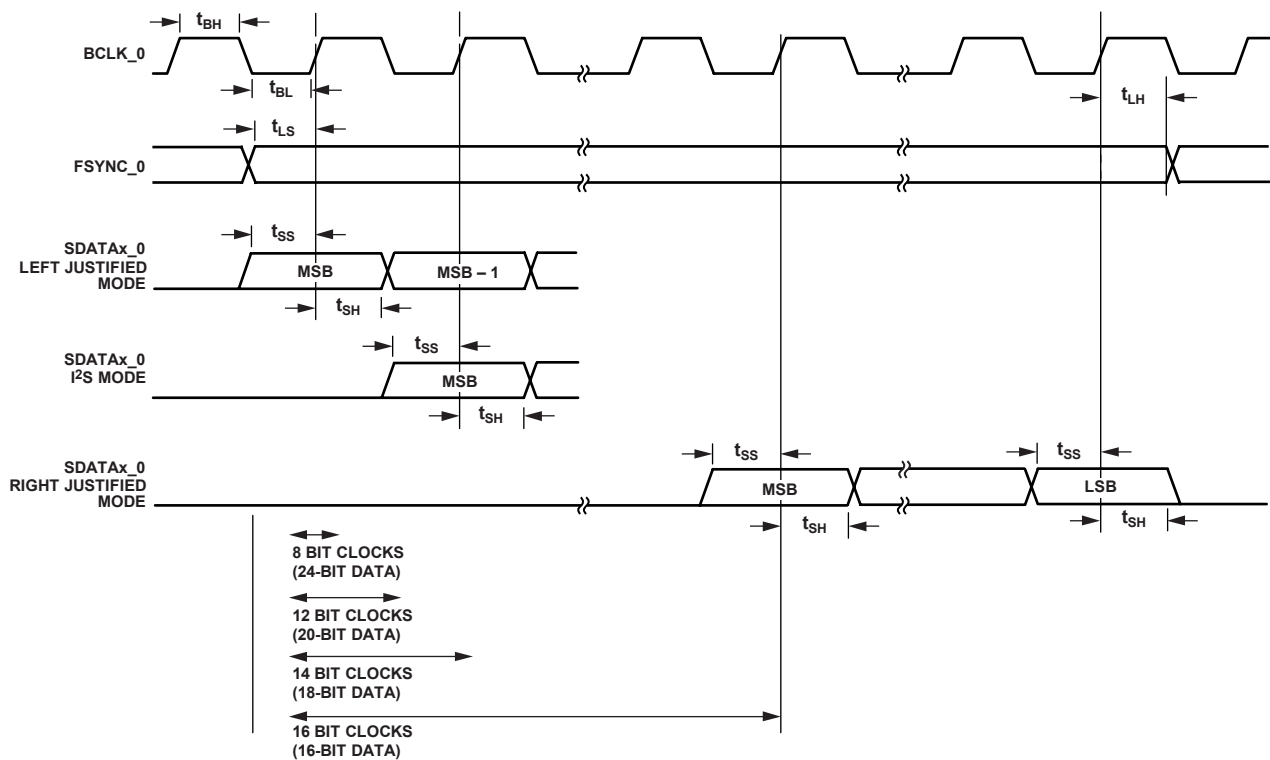 tBH
BCLK_0
tBL
tLH
tLS
FSYNC_0
tSS
SDATAx_0
LEFT JUSTIFIED
MODE
MSB
MSB – 1
tSH
tSS
SDATAx_0
I²S MODE
MSB
tSH
tSS
tSS
SDATAx_0
RIGHT JUSTIFIED
MODE
MSB
LSB
tSH
tSH
8 BIT CLOCKS
(24-BIT DATA)
12 BIT CLOCKS
(20-BIT DATA)
14 BIT CLOCKS
(18-BIT DATA)
16 BIT CLOCKS
(16-BIT DATA)